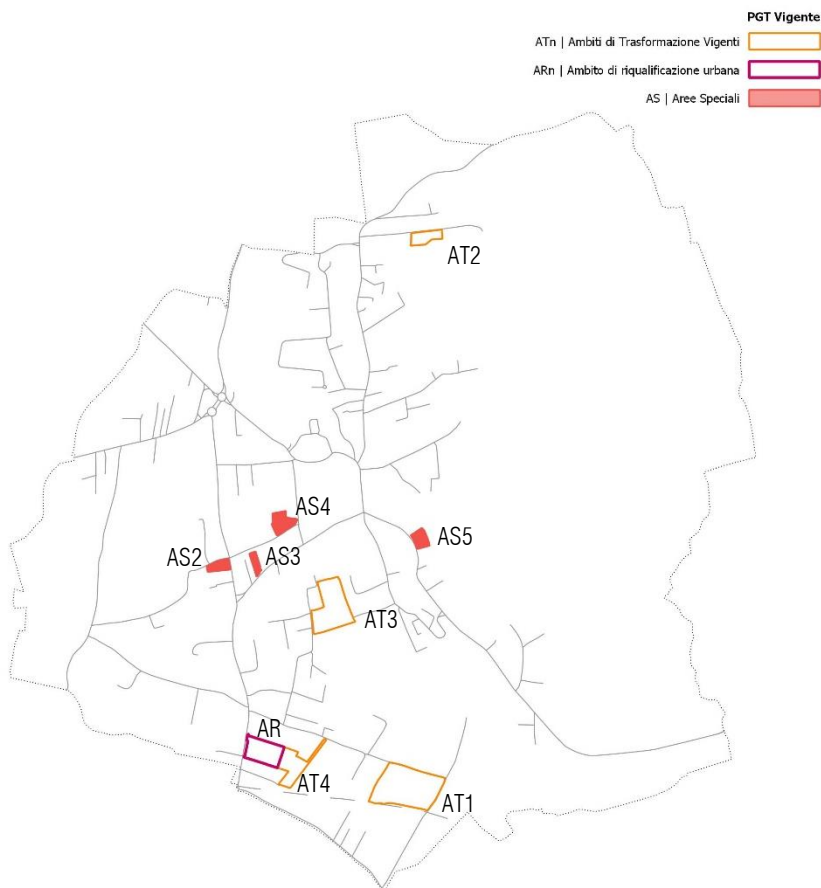 PGT Vigente
ATn | Ambiti di Trasformazione Vigenti
ARn | Ambito di riqualificazione urbana
AS | Aree Speciali
AT2
AS4
AS5
AS2
AS3
AT3
AR
AT4
AT1